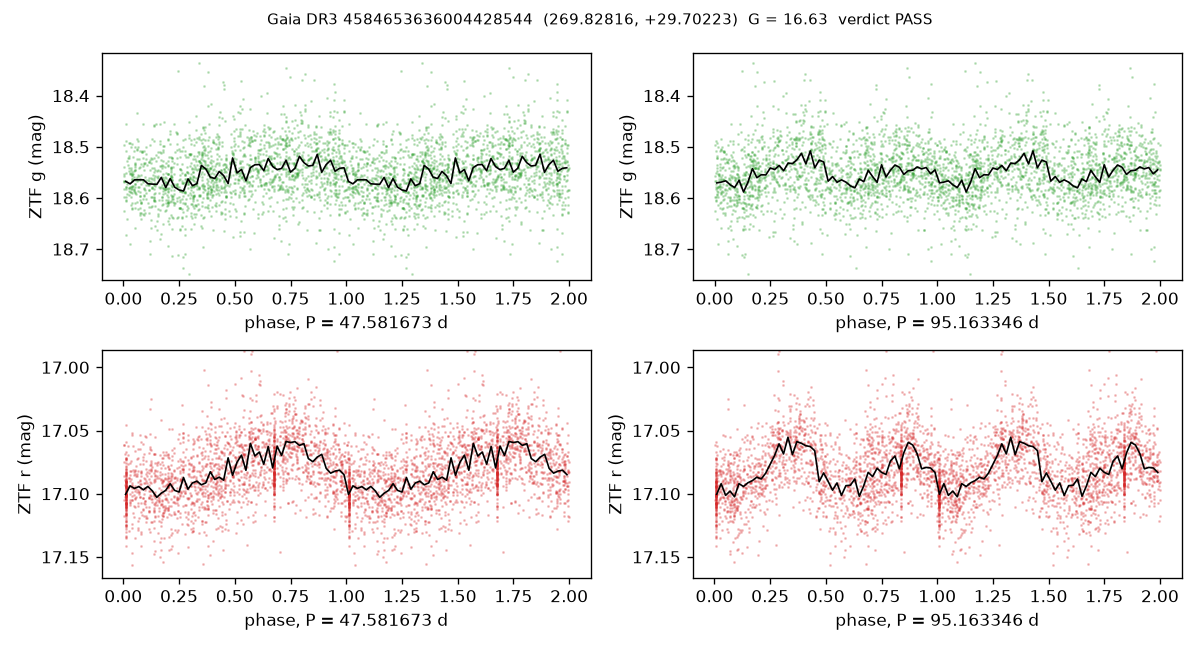 Gaia DR3 4584653636004428544  (269.82816, +29.70223)  G = 16.63  verdict PASS
ZTF g (mag)
18.4
18.5
18.6
18.7
0.00 0.25 0.50 0.75 1.00 1.25 1.50 1.75 2.00
phase, P = 47.581673 d
ZTF g (mag)
18.4
18.5
18.6
18.7
0.00 0.25 0.50 0.75 1.00 1.25 1.50 1.75 2.00
phase, P = 95.163346 d
ZTF r (mag)
17.00
17.05
17.10
17.15
0.00 0.25 0.50 0.75 1.00 1.25 1.50 1.75 2.00
phase, P = 47.581673 d
ZTF r (mag)
17.00
17.05
17.10
17.15
0.00 0.25 0.50 0.75 1.00 1.25 1.50 1.75 2.00
phase, P = 95.163346 d